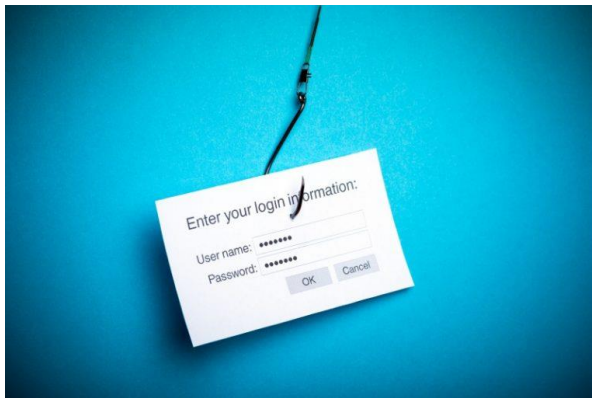 Enter your login information:
User name: •••••••
Password: •••••••
OK Cancel